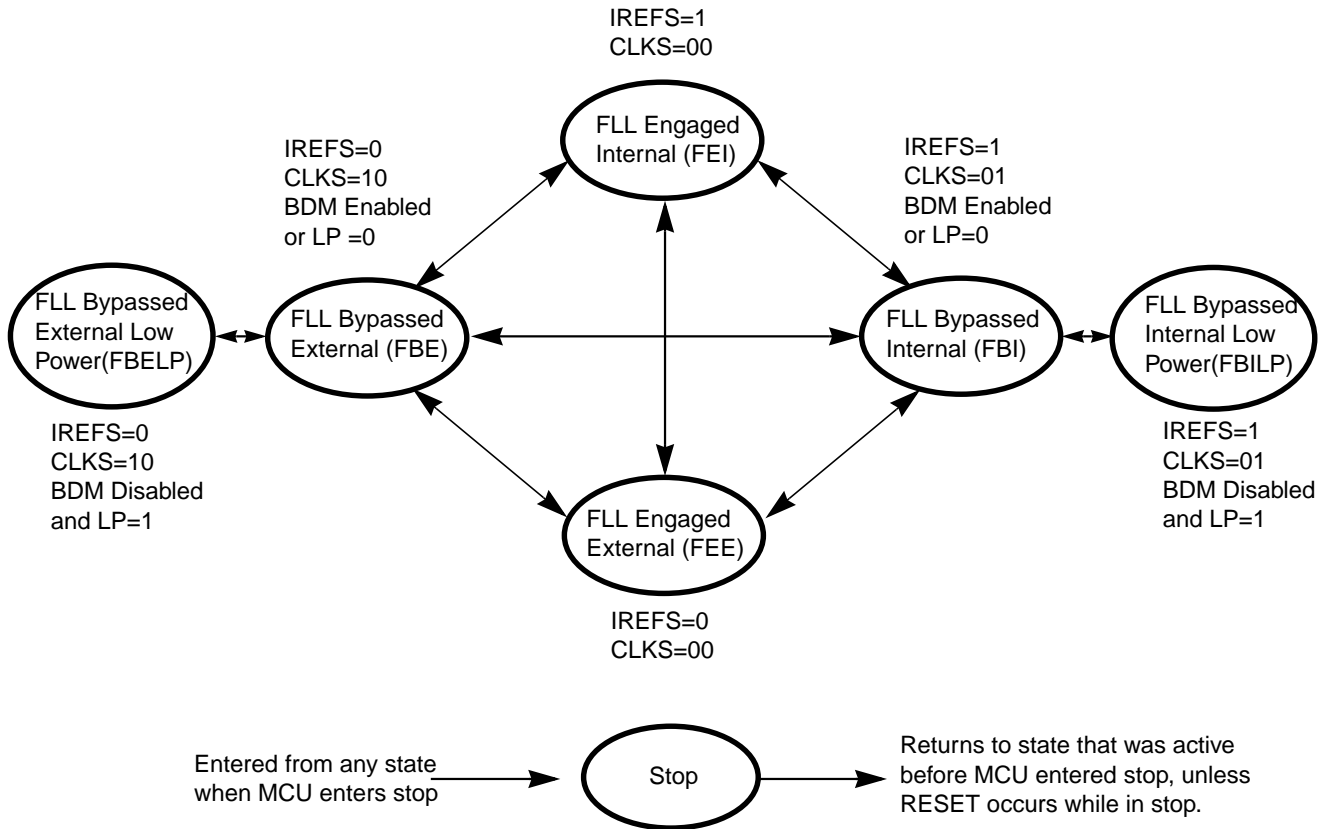 IREFS=1
CLKS=00
FLL Engaged
Internal (FEI)
IREFS=0
CLKS=10
BDM Enabled
or LP =0
IREFS=1
CLKS=01
BDM Enabled
or LP=0
FLL Bypassed
External Low
Power(FBELP)
FLL Bypassed
External (FBE)
FLL Bypassed
Internal (FBI)
FLL Bypassed
Internal Low
Power(FBILP)
IREFS=0
CLKS=10
BDM Disabled
and LP=1
IREFS=1
CLKS=01
BDM Disabled
and LP=1
FLL Engaged
External (FEE)
IREFS=0
CLKS=00
Entered from any state
when MCU enters stop
Stop
Returns to state that was active
before MCU entered stop, unless
RESET occurs while in stop.